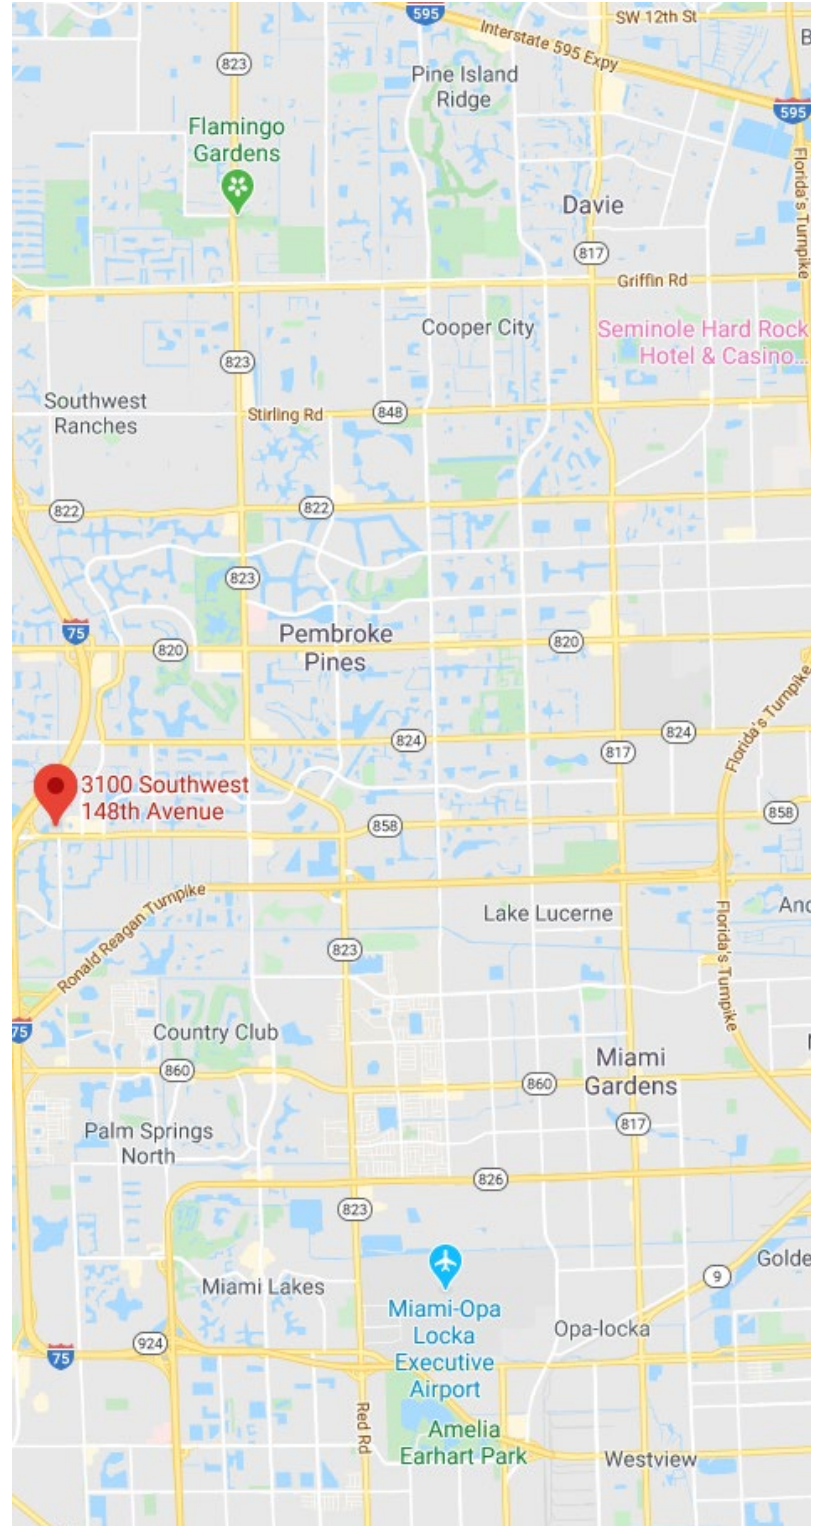 595
SW 12th St
Interstate 595 Expy
B
823
Pine Island
Ridge
595
Flamingo
Gardens
Florida's Turnpike
Davie
817
Griffin Rd
Cooper City
Seminole Hard Rock
Hotel & Casino...
823
Southwest
Ranches
Stirling Rd
848
822
822
823
75
820
Pembroke
Pines
820
Florida's Turnpike
824
824
817
3100 Southwest
148th Avenue
858
858
Ronald Reagan Turnpike
Lake Lucerne
And
Florida's Turnpike
823
75
Country Club
Miami
Gardens
860
860
817
Palm Springs
North
826
823
Golde
9
Miami Lakes
Miami-Opa
Locka
Executive
Airport
Opa-locka
924
75
Red Rd
Amelia
Earhart Park
Westview